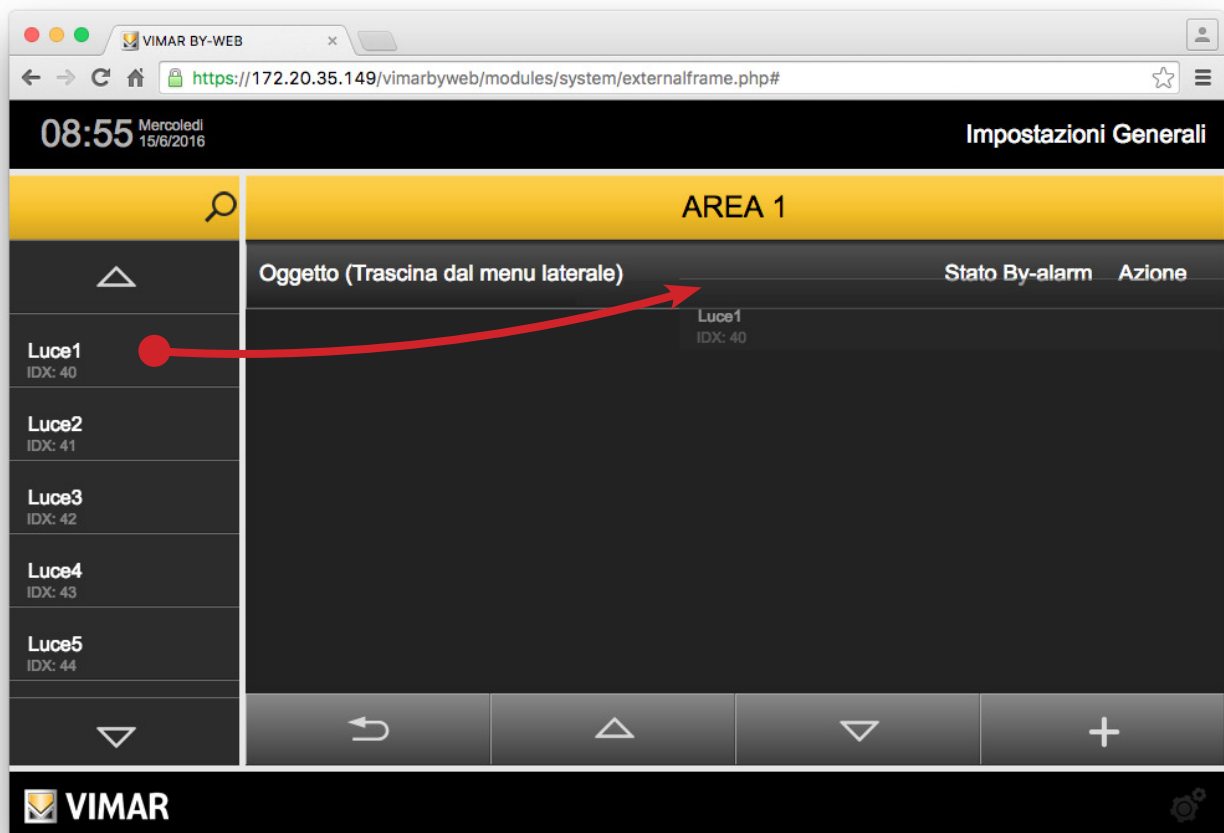 VIMAR BY-WEB
https://172.20.35.149/vimarbyweb/modules/system/externalframe.php#
08:55 Mercoledi
15/6/2016
Impostazioni Generali
AREA 1
Oggetto (Trascina dal menu laterale) Stato By-alarm Azione
Luce1
IDX: 40
Luce1
IDX: 40
Luce2
IDX: 41
Luce3
IDX: 42
Luce4
IDX: 43
Luce5
IDX: 44
VIMAR